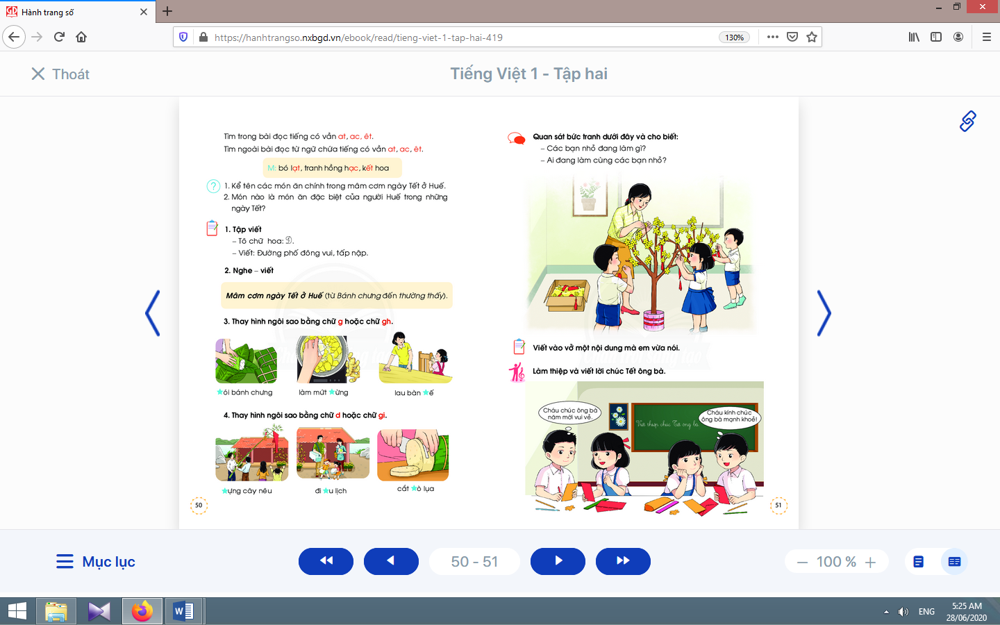 Hành trang số
https://hanhtrangso.nxbgd.vn/ebook/read/tieng-viet-1-tap-hai-419
130%
Thoát
Tiếng Việt 1 - Tập hai
Tìm trong bài đọc tiếng có vần at, ac, êt.
Tìm ngoài bài đọc từ ngữ chứa tiếng có vần at, ac, êt.
M: bó lạt, tranh hồng hạc, kết hoa
1. Kể tên các món ăn chính trong mâm cơm ngày Tết ở Huế.
2. Món nào là món ăn đặc biệt của người Huế trong những
ngày Tết?
1. Tập viết
– Tô chữ hoa: Đ.
– Viết: Đường phố đông vui, tấp nập.
2. Nghe – viết
Mâm cơm ngày Tết ở Huế (từ Bánh chưng đến thường thấy).
3. Thay hình ngôi sao bằng chữ g hoặc chữ gh.
★ói bánh chưng
làm mứt ★ừng
lau bàn ★ế
4. Thay hình ngôi sao bằng chữ d hoặc chữ gi.
★ựng cây nêu
đi ★u lịch
cắt ★ò lụa
50
Quan sát bức tranh dưới đây và cho biết:
– Các bạn nhỏ đang làm gì?
– Ai đang làm cùng các bạn nhỏ?
Viết vào vở một nội dung mà em vừa nói.
Làm thiệp và viết lời chúc Tết ông bà.
Cháu chúc ông bà
năm mới vui vẻ.
Viết thiệp chúc Tết ông bà
Cháu kính chúc
ông bà mạnh khoẻ!
51
Mục lục
50 - 51
100 %
ENG
5:25 AM
28/06/2020